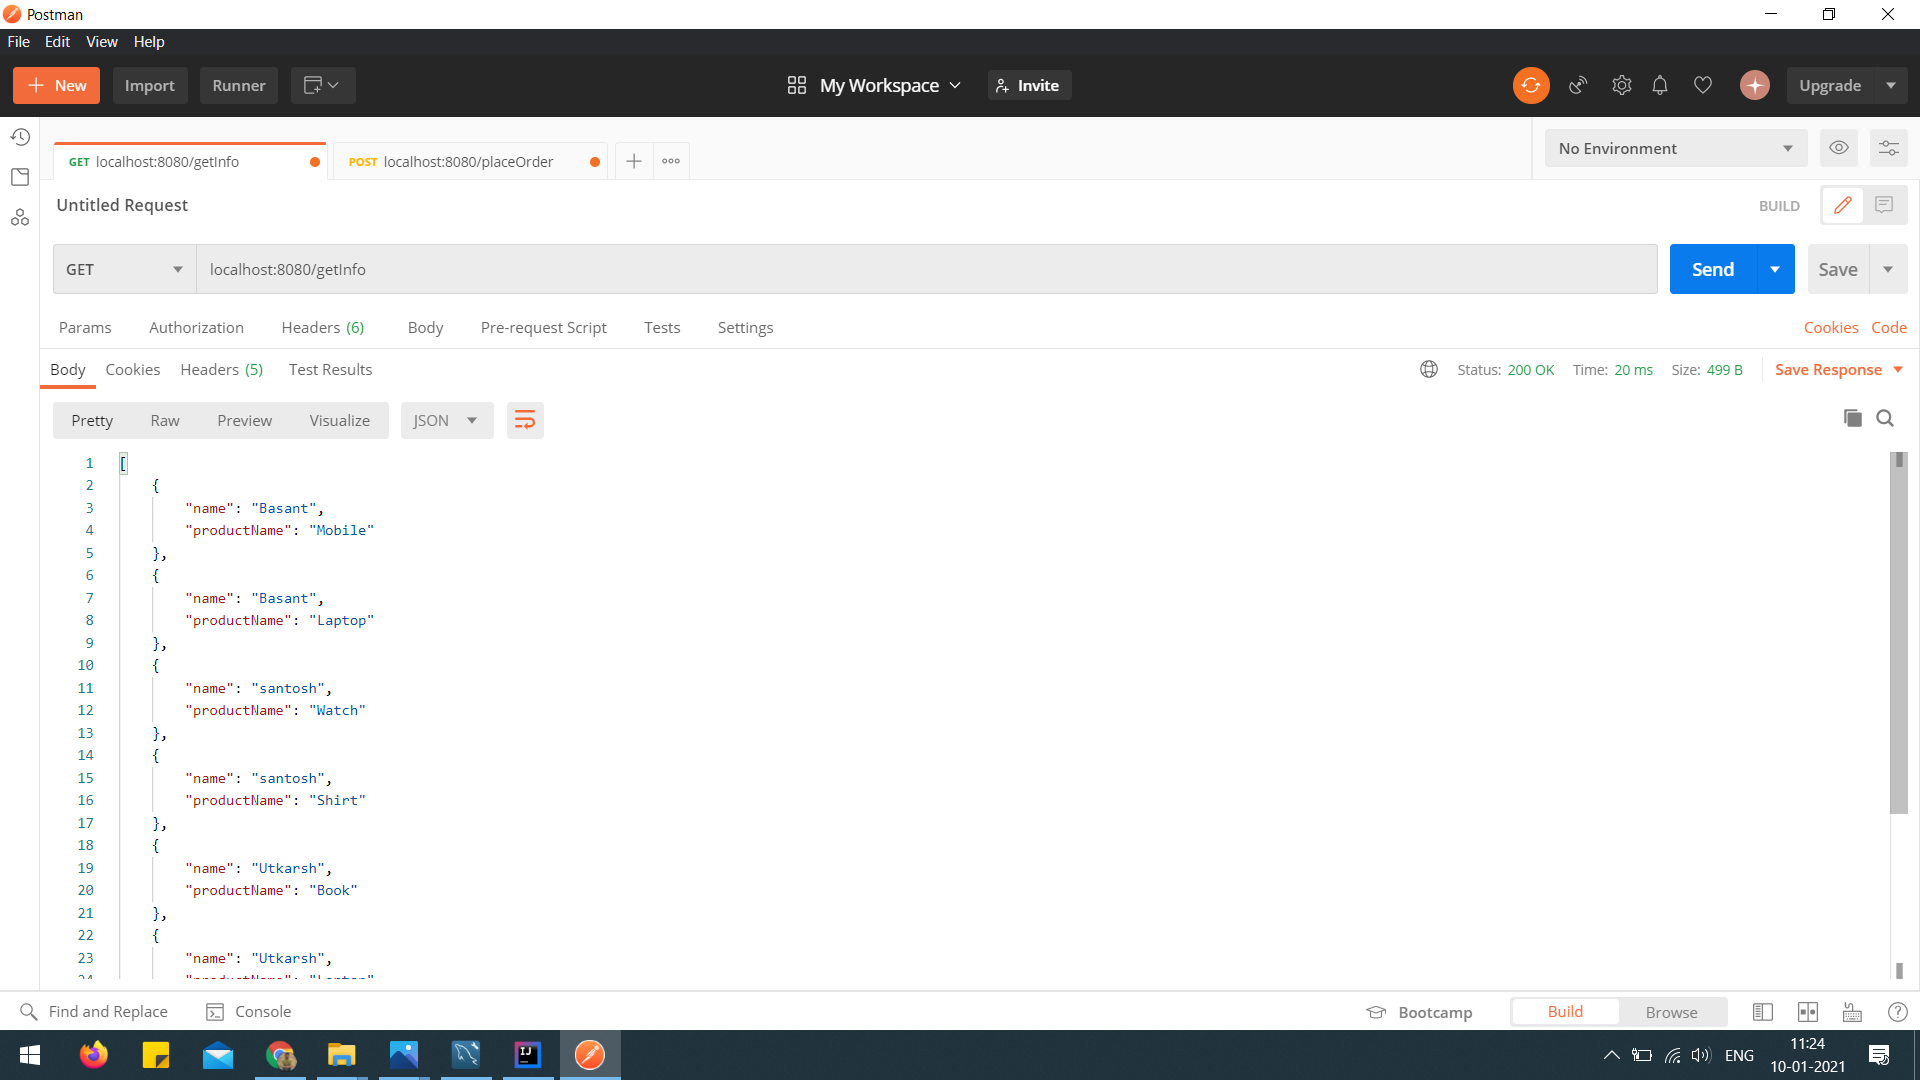 Postman
File Edit View Help
New Import Runner My Workspace Invite Upgrade
GET localhost:8080/getInfo POST localhost:8080/placeOrder No Environment
Untitled Request BUILD
GET localhost:8080/getInfo Send Save
Params Authorization Headers (6) Body Pre-request Script Tests Settings Cookies Code
Body Cookies Headers (5) Test Results Status: 200 OK Time: 20 ms Size: 499 B Save Response
Pretty Raw Preview Visualize JSON
1 [
2 {
3 "name": "Basant",
4 "productName": "Mobile"
5 },
6 {
7 "name": "Basant",
8 "productName": "Laptop"
9 },
10 {
11 "name": "santosh",
12 "productName": "Watch"
13 },
14 {
15 "name": "santosh",
16 "productName": "Shirt"
17 },
18 {
19 "name": "Utkarsh",
20 "productName": "Book"
21 },
22 {
23 "name": "Utkarsh",
24 "productName": "Laptop"
Find and Replace Console Bootcamp Build Browse
IJ ENG 11:24
10-01-2021